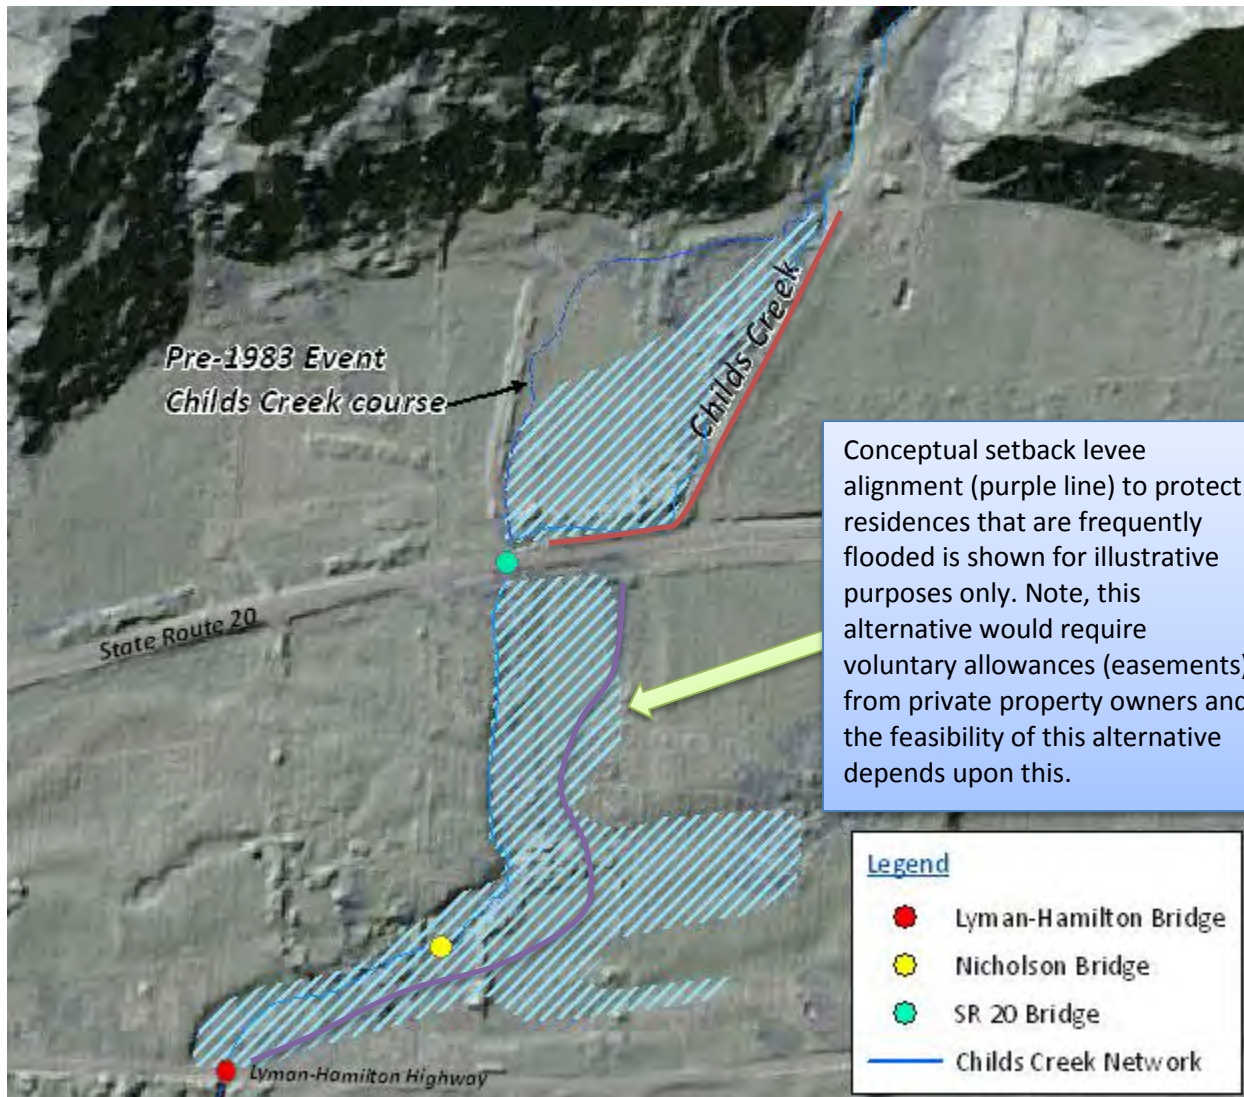 Pre-1983 Event
Childs Creek course
Childs Creek
Conceptual setback levee
alignment (purple line) to protect
residences that are frequently
flooded is shown for illustrative
purposes only. Note, this
alternative would require
voluntary allowances (easements)
from private property owners and
the feasibility of this alternative
depends upon this.
State Route 20
Legend
Lyman-Hamilton Bridge
Nicholson Bridge
SR 20 Bridge
Childs Creek Network
Lyman-Hamilton Highway